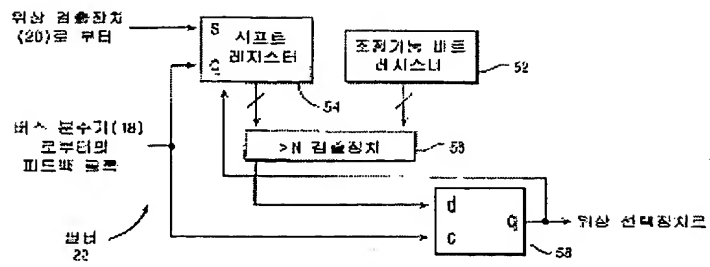 위상 검출장치
(20)로 부터
S
C
시프트
레지스터
54
조정가능 비트
레지스터
52
버스 분수기(18)
로부터의
피드백 클럭
>N 검출장치
53
d
C
Q
58
위상 선택장치로
22